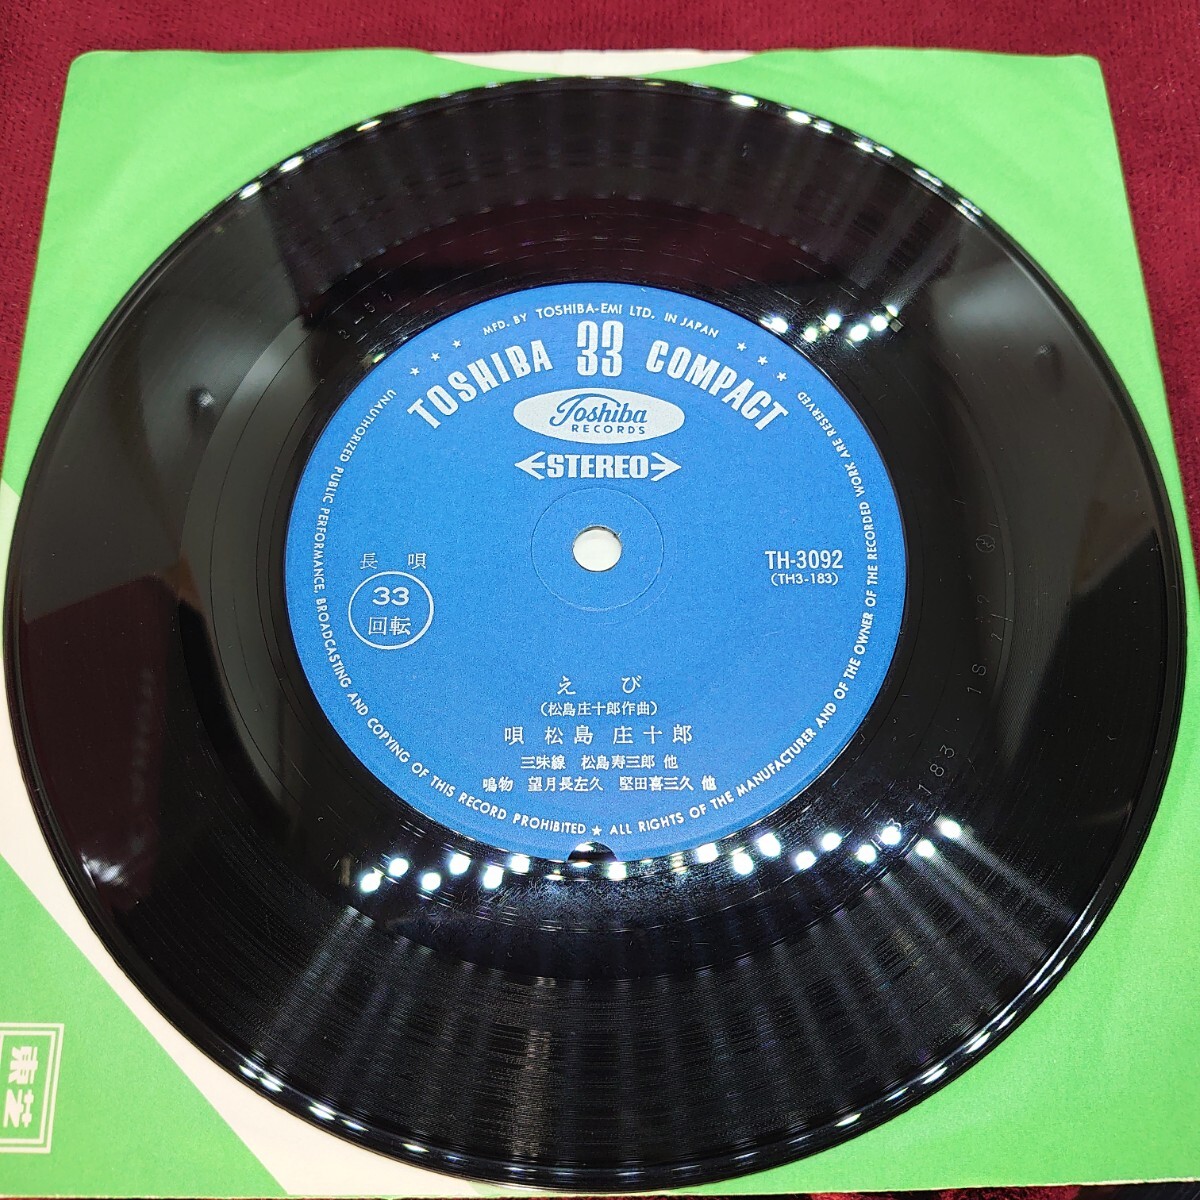 MFD. BY TOSHIBA-EMI LTD. IN JAPAN
★ ★ ★ TOSHIBA 33 COMPACT ★ ★ ★
Toshiba
RECORDS
STEREO
長唄
33
回転
TH-3092
(TH3-183)
えび
(松島庄十郎作曲)
唄 松島 庄十郎
三味線 松島寿三郎 他
鳴物 望月長左久 堅田喜三久 他
UNAUTHORIZED PUBLIC PERFORMANCE, BROADCASTING AND COPYING OF THIS RECORD PROHIBITED ★ ALL RIGHTS OF THE MANUFACTURER AND OF THE OWNER OF THE RECORDED WORK ARE RESERVED
東芝